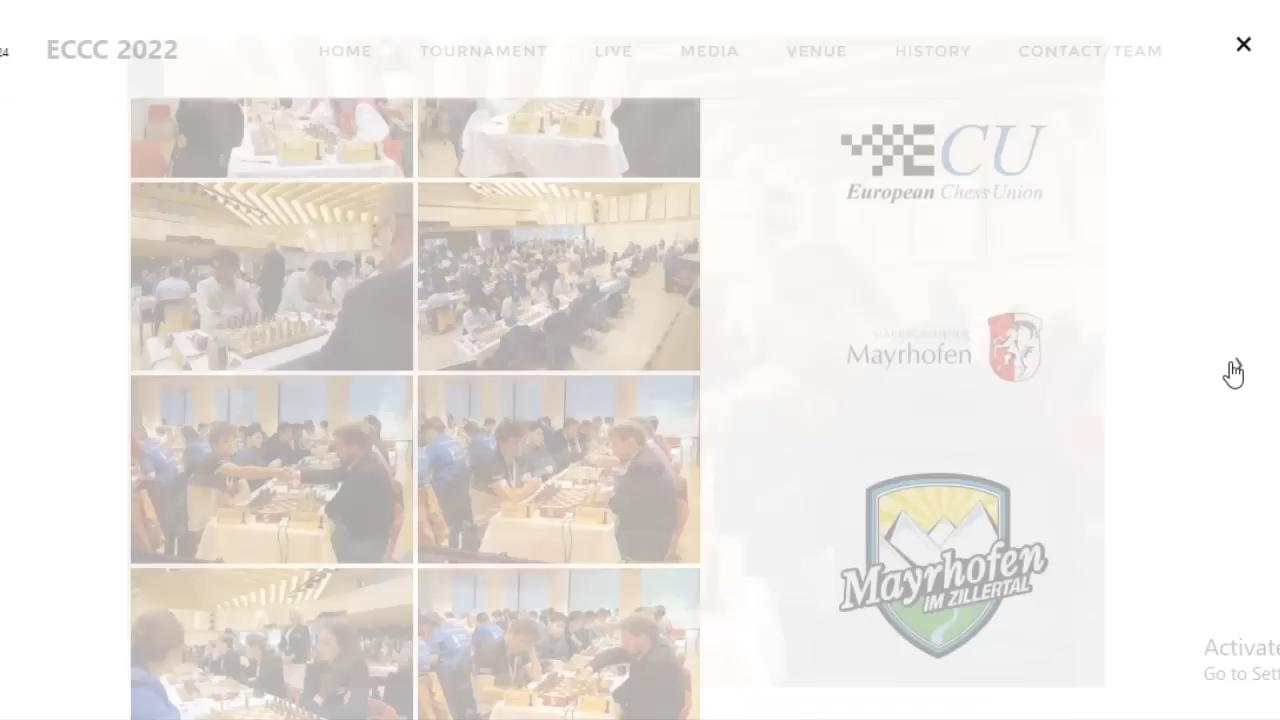 24
ECCC 2022
HOME
TOURNAMENT
LIVE
MEDIA
VENUE
HISTORY
CONTACT/TEAM
ECU
European Chess Union
Mayrhofen
Mayrhofen
IM ZILLERTAL
Activate
Go to Sett